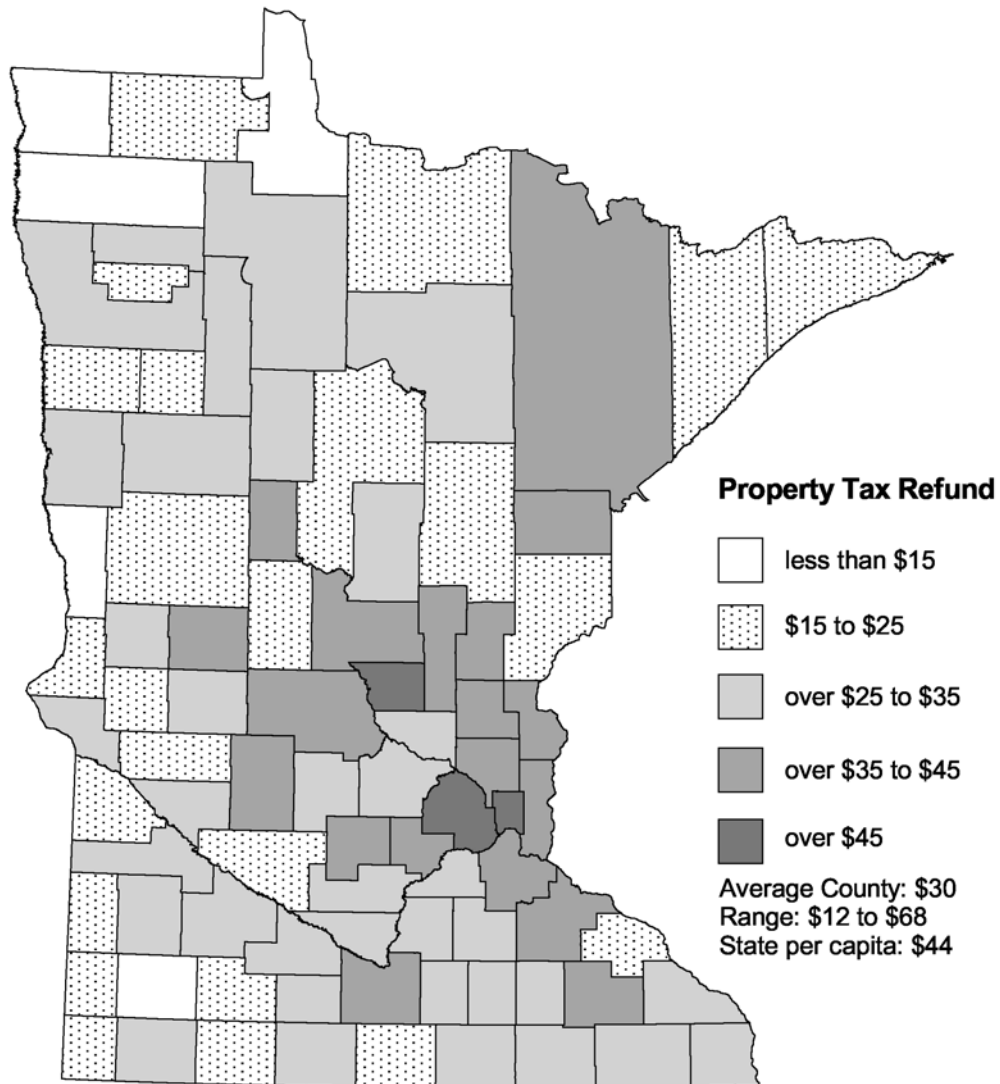 Property Tax Refund
less than $15
$15 to $25
over $25 to $35
over $35 to $45
over $45
Average County: $30
Range: $12 to $68
State per capita: $44